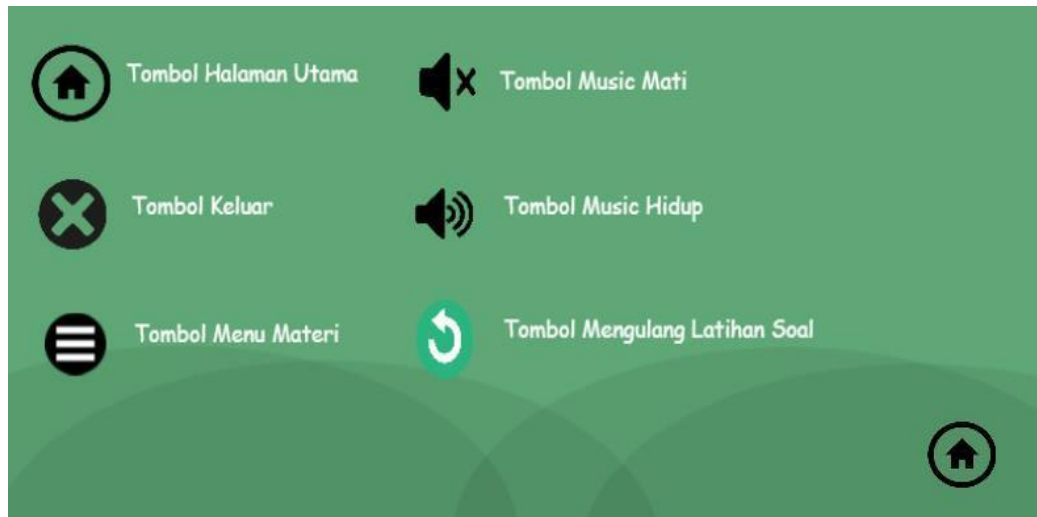 Tombol Halaman Utama
Tombol Music Mati
Tombol Keluar
Tombol Music Hidup
Tombol Menu Materi
Tombol Mengulang Latihan Soal